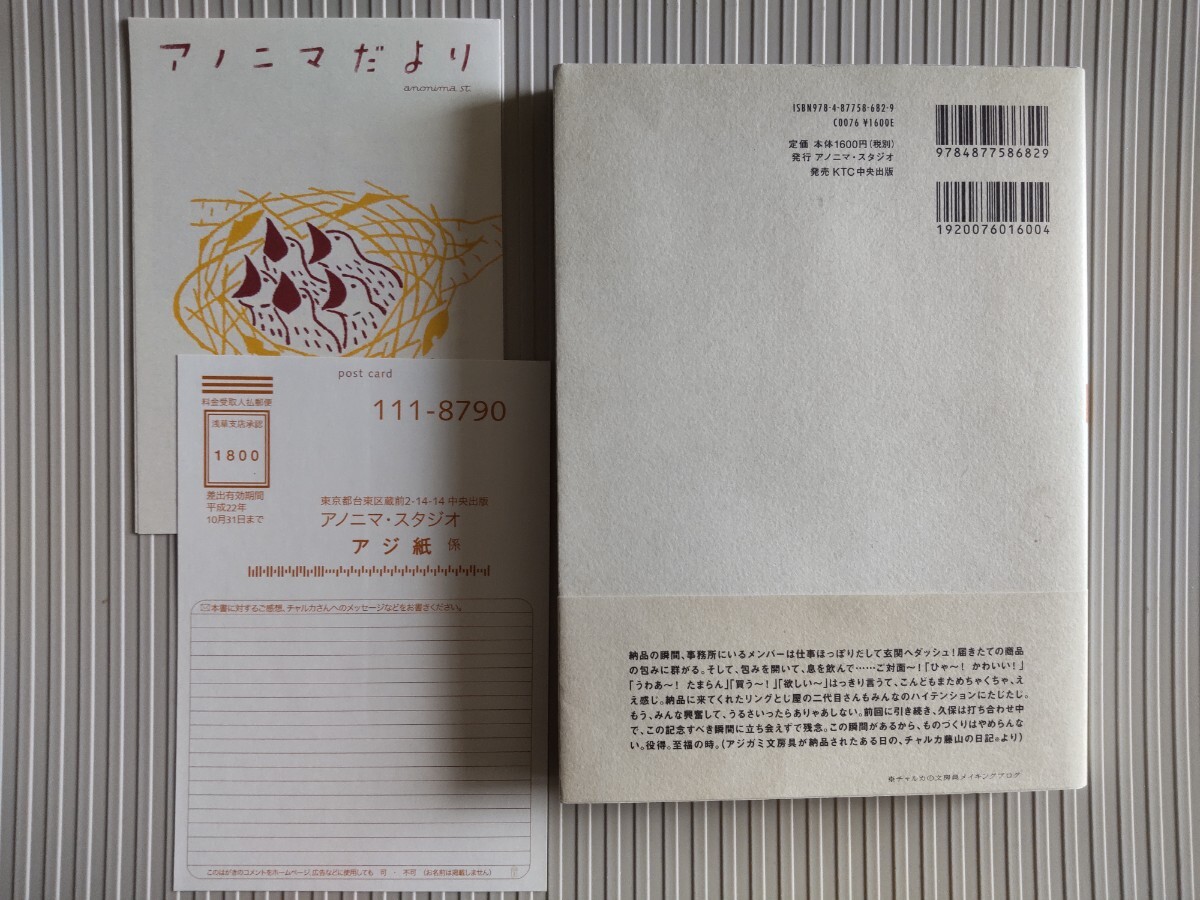 アノニマだより
anonima st.
post card
料金受取人払郵便
浅草支店承認
1800
差出有効期間
平成22年
10月31日まで
111-8790
東京都台東区蔵前2-14-14 中央出版
アノニマ・スタジオ
アジ紙 係
本書に対するご感想、チャルカさんへのメッセージなどをお書きください。
このはがきのコメントをホームページ、広告などに使用しても 可 ・ 不可 (お名前は掲載しません)
ISBN978-4-87758-682-9
C0076 ¥1600E
定価 本体1600円(税別)
発行 アノニマ・スタジオ
発売 KTC中央出版
9784877586829
1920076016004
納品の瞬間、事務所にいるメンバーは仕事ほっぽりだして玄関へダッシュ!届きたての商品
の包みに群がる。そして、包みを開いて、息を飲んで……ご対面〜!「ひゃ〜! かわいい!」
「うわあ〜! たまらん」「買う〜!」「欲しい〜」はっきり言うて、こんどもまためちゃくちゃ、え
え感じ。納品に来てくれたリングとじ屋の二代目さんもみんなのハイテンションにたじたじ。
もう、みんな興奮して、うるさいったらありゃあしない。前回に引き続き、久保は打ち合わせ中
で、この記念すべき瞬間に立ち会えずで残念。この瞬間があるから、ものづくりはやめらんな
い。役得。至福の時。(アジガミ文房具が納品されたある日の、チャルカ藤山の日記※より)
※チャルカの文房具メイキングブログ